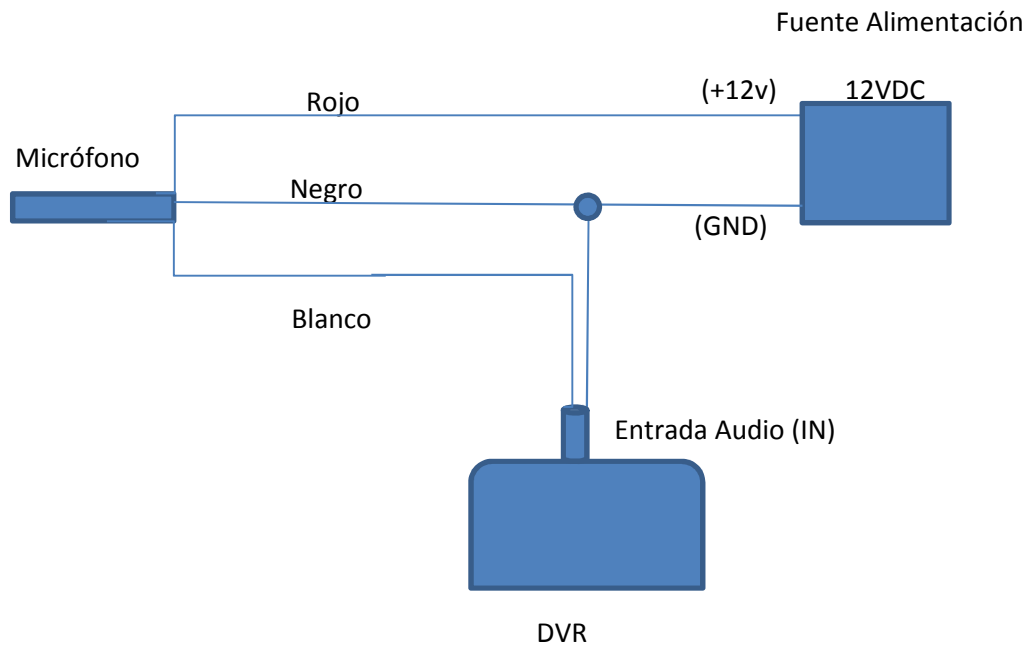 Fuente Alimentación
(+12v)
12VDC
Rojo
Micrófono
Negro
(GND)
Blanco
Entrada Audio (IN)
DVR